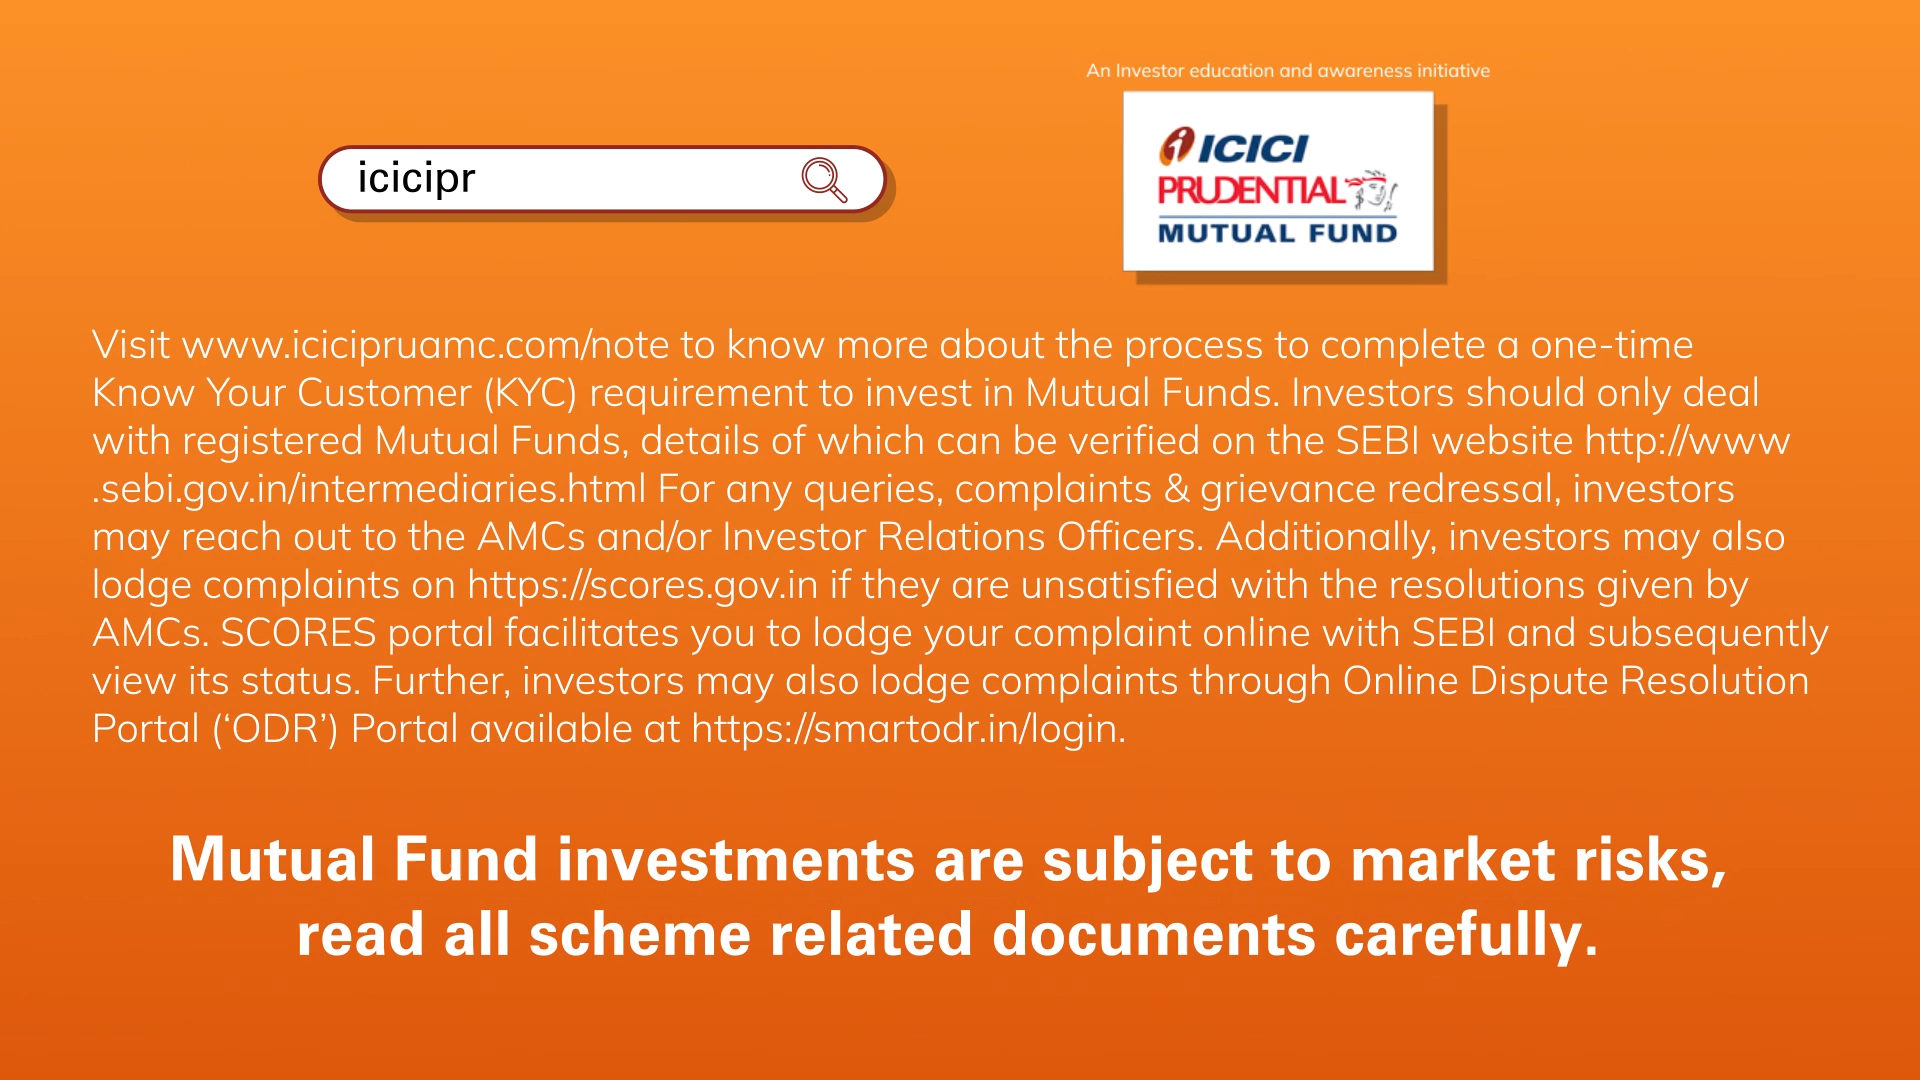 An Investor education and awareness initiative
icicipr
ICICI
PRUDENTIAL
MUTUAL FUND
Visit www.icicipruamc.com/note to know more about the process to complete a one-time
Know Your Customer (KYC) requirement to invest in Mutual Funds. Investors should only deal
with registered Mutual Funds, details of which can be verified on the SEBI website http://www
.sebi.gov.in/intermediaries.html For any queries, complaints & grievance redressal, investors
may reach out to the AMCs and/or Investor Relations Officers. Additionally, investors may also
lodge complaints on https://scores.gov.in if they are unsatisfied with the resolutions given by
AMCs. SCORES portal facilitates you to lodge your complaint online with SEBI and subsequently
view its status. Further, investors may also lodge complaints through Online Dispute Resolution
Portal (‘ODR’) Portal available at https://smartodr.in/login.
Mutual Fund investments are subject to market risks,
read all scheme related documents carefully.